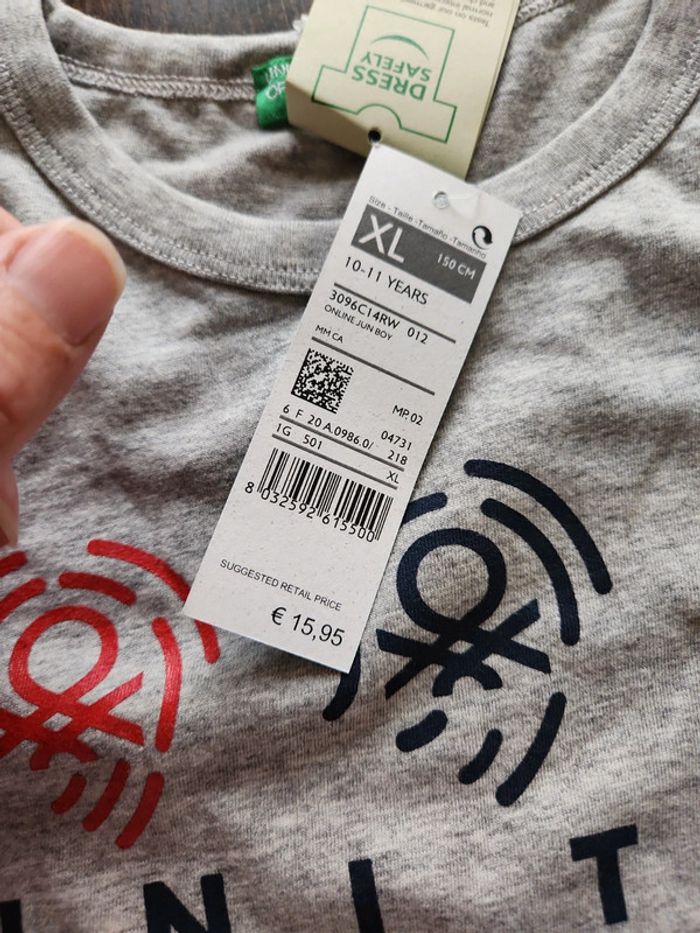 DRESS
SAFELY
Size - Taille - Tamaño - Tamanho
XL
150 CM
10-11 YEARS
3096C14RW 012
ONLINE JUN BOY
MM CA
MP. 02
6 F 20 A.0986.0/ 04731
1G 501 218
XL
8 032592 615500
SUGGESTED RETAIL PRICE
€ 15,95
N I T